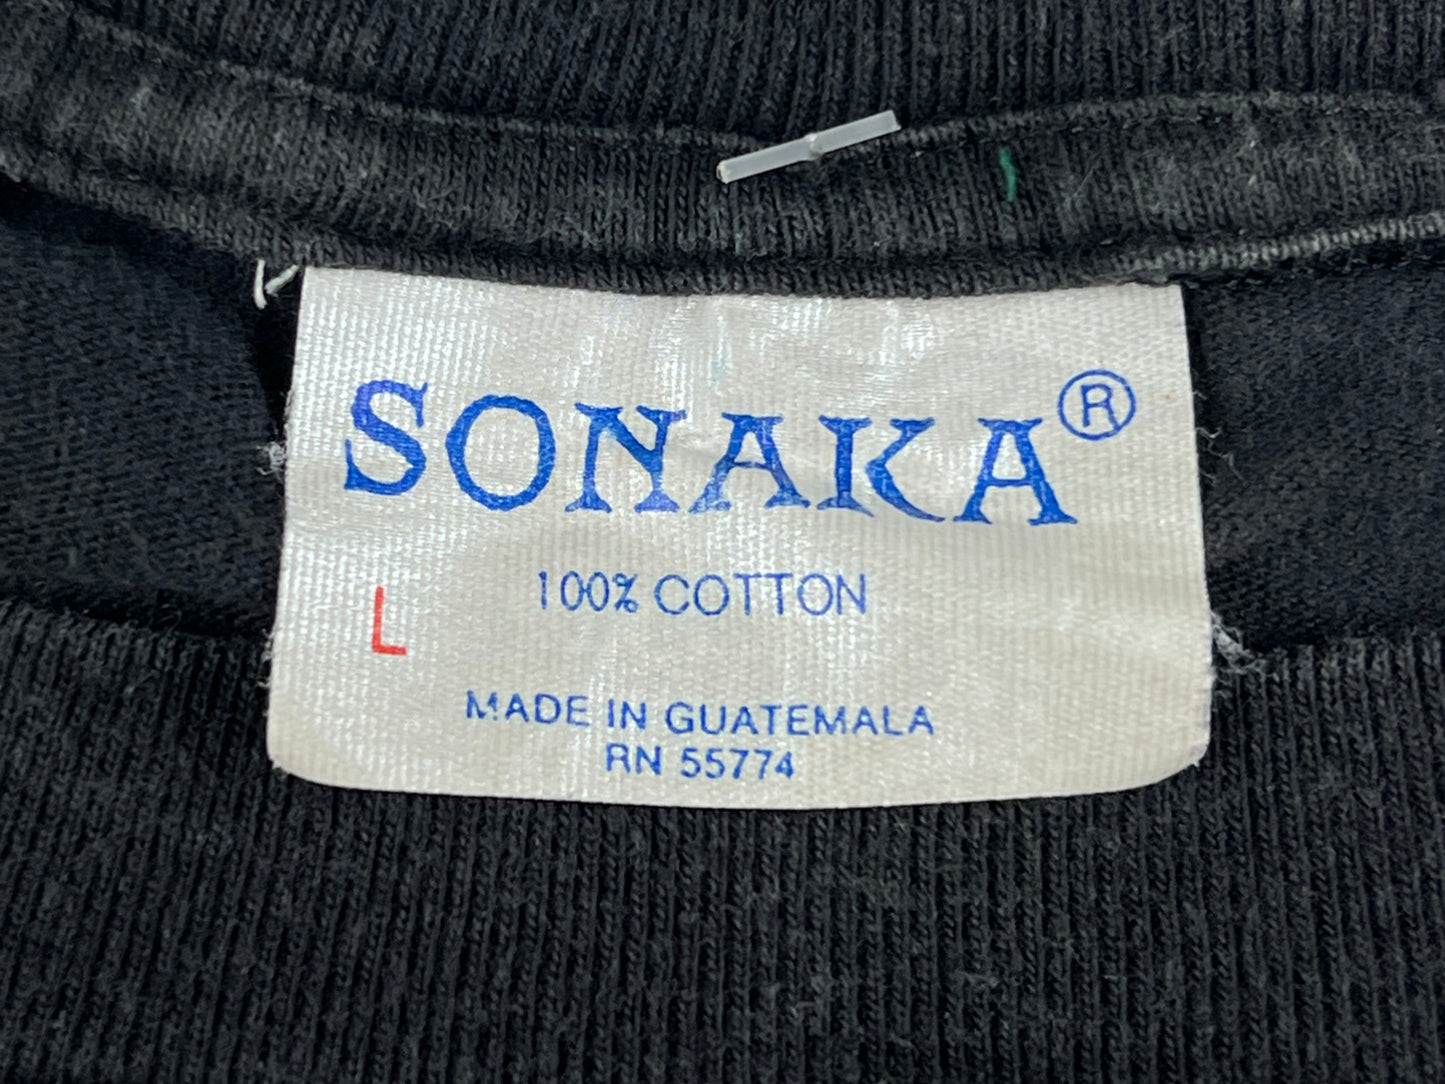 SONAKA®
100% COTTON
L
MADE IN GUATEMALA
RN 55774